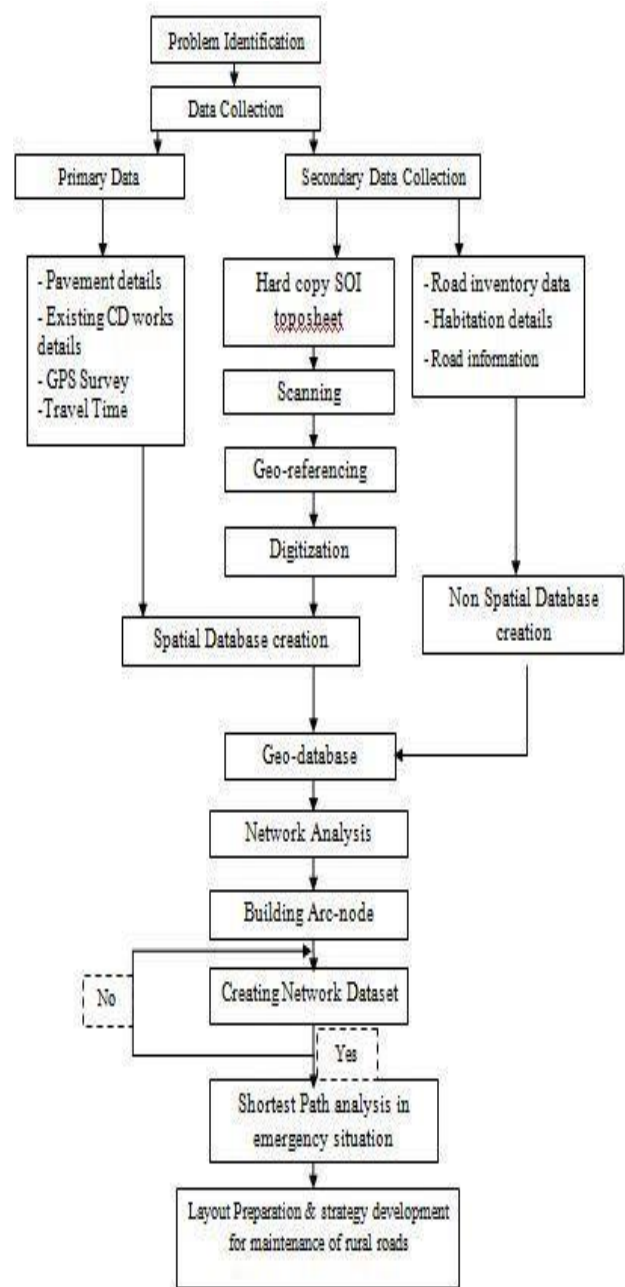 Problem Identification
Data Collection
Primary Data
Secondary Data Collection
- Pavement details
- Existing CD works
details
- GPS Survey
-Travel Time
Hard copy SOI
toposheet
- Road inventory data
- Habitation details
- Road information
Scanning
Geo-referencing
Digitization
Non Spatial Database
creation
Spatial Database creation
Geo-database
Network Analysis
Building Arc-node
No
Creating Network Dataset
Yes
Shortest Path analysis in
emergency situation
Layout Preparation & strategy development
for maintenance of rural roads